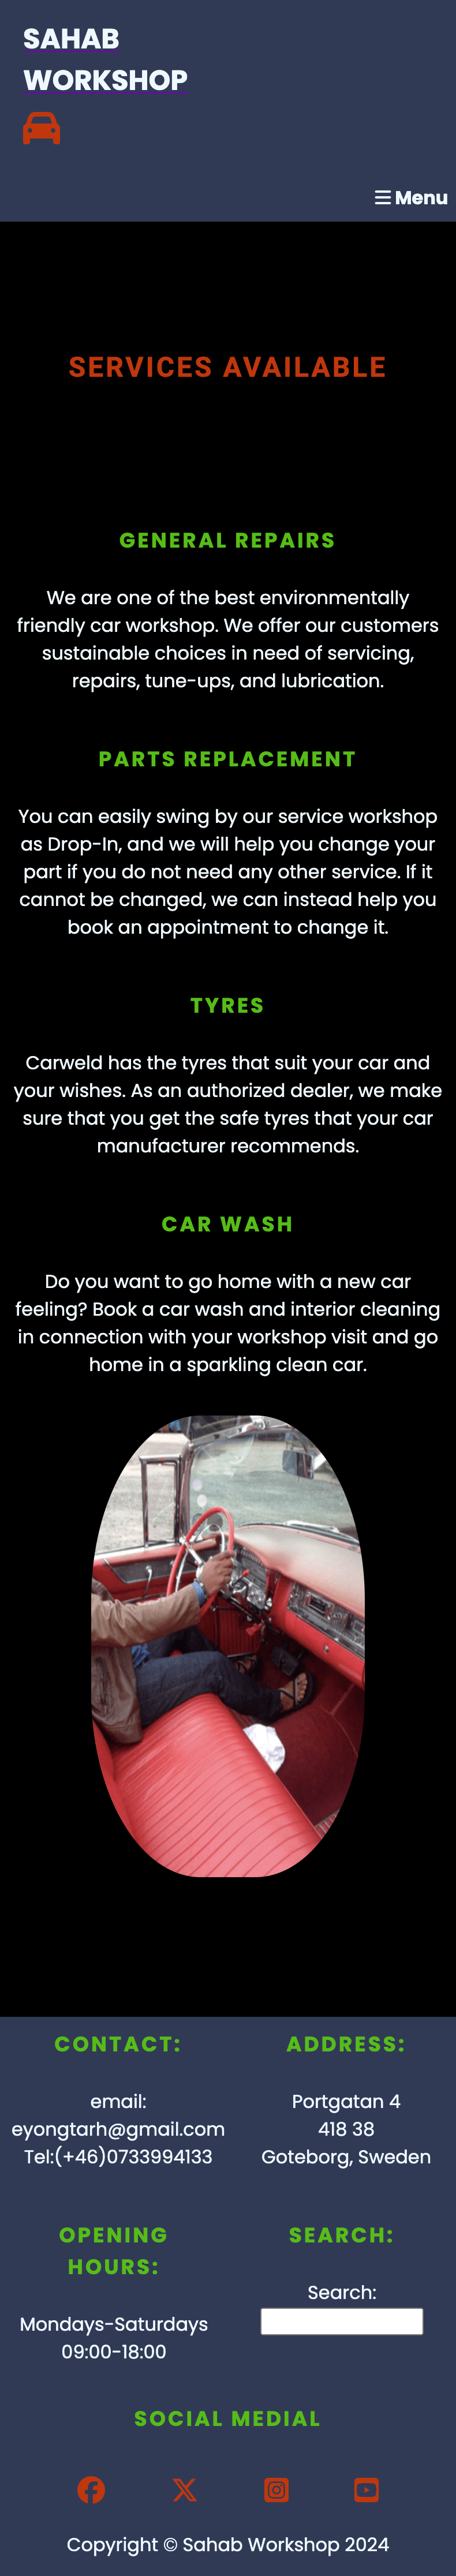 SAHAB
WORKSHOP
Menu
SERVICES AVAILABLE
GENERAL REPAIRS
We are one of the best environmentally
friendly car workshop. We offer our customers
sustainable choices in need of servicing,
repairs, tune-ups, and lubrication.
PARTS REPLACEMENT
You can easily swing by our service workshop
as Drop-In, and we will help you change your
part if you do not need any other service. If it
cannot be changed, we can instead help you
book an appointment to change it.
TYRES
Carweld has the tyres that suit your car and
your wishes. As an authorized dealer, we make
sure that you get the safe tyres that your car
manufacturer recommends.
CAR WASH
Do you want to go home with a new car
feeling? Book a car wash and interior cleaning
in connection with your workshop visit and go
home in a sparkling clean car.
CONTACT:
email:
eyongtarh@gmail.com
Tel:(+46)0733994133
ADDRESS:
Portgatan 4
418 38
Goteborg, Sweden
OPENING
HOURS:
Mondays-Saturdays
09:00-18:00
SEARCH:
Search:
SOCIAL MEDIAL
Copyright © Sahab Workshop 2024